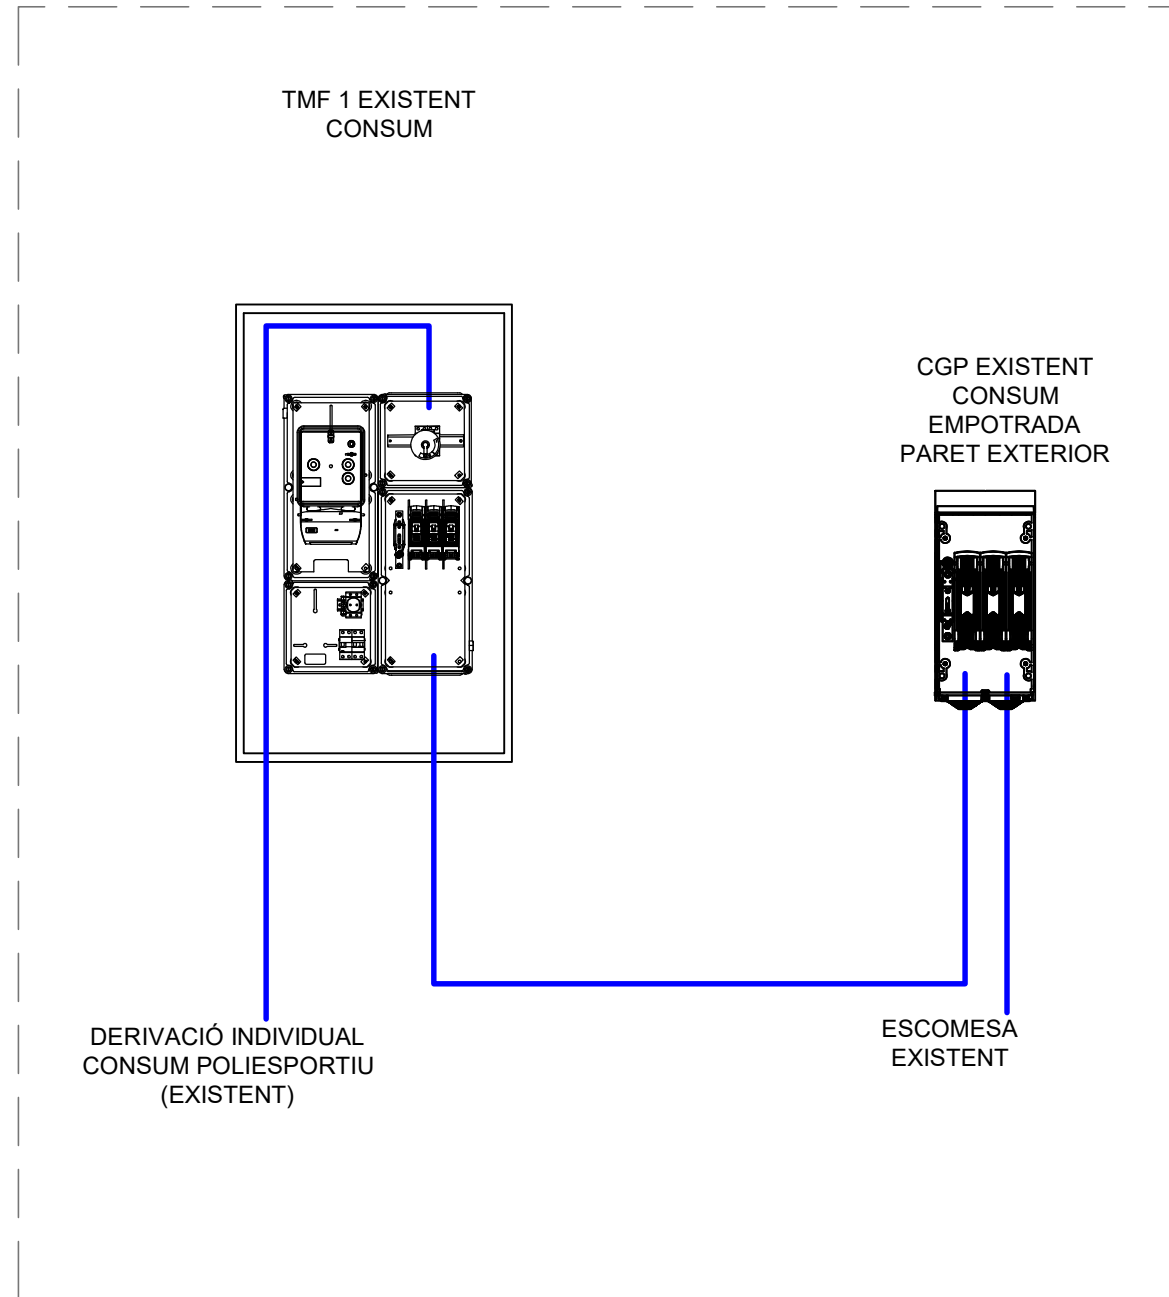 TMF 1 EXISTENT
CONSUM
CGP EXISTENT
CONSUM
EMPOTRADA
PARET EXTERIOR
DERIVACIÓ INDIVIDUAL
CONSUM POLIESPORTIU
(EXISTENT)
ESCOMESA
EXISTENT